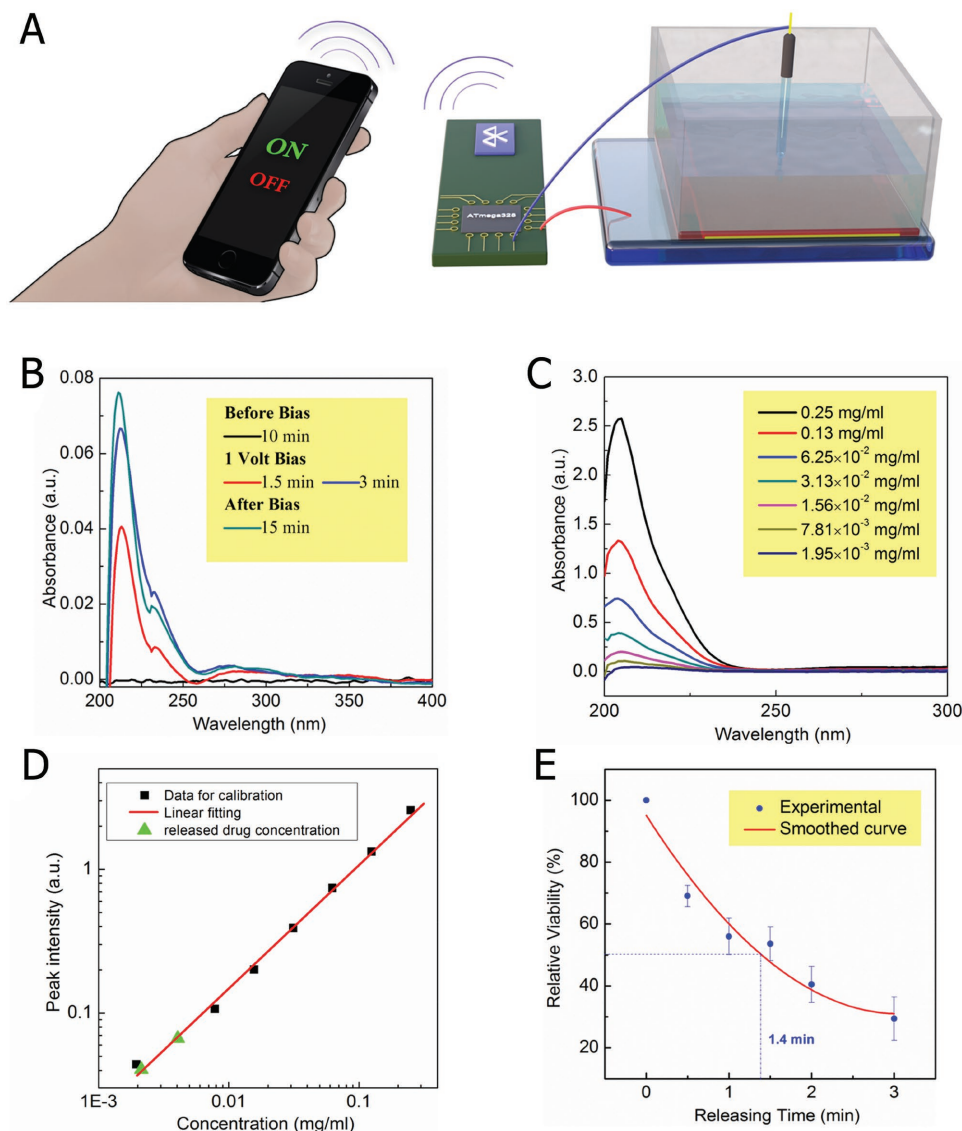 A
ON
OFF
ATmega328
B
0.08
0.06
0.04
0.02
0.00
Absorbance (a.u.)
Before Bias
10 min
1 Volt Bias
1.5 min 3 min
After Bias
15 min
200 250 300 350 400
Wavelength (nm)
C
3.0
2.5
2.0
1.5
1.0
0.5
0.0
Absorbance (a.u.)
0.25 mg/ml
0.13 mg/ml
6.25×10⁻² mg/ml
3.13×10⁻² mg/ml
1.56×10⁻² mg/ml
7.81×10⁻³ mg/ml
1.95×10⁻³ mg/ml
200 250 300
Wavelength (nm)
D
Data for calibration
Linear fitting
released drug concentration
1
0.1
Peak intensity (a.u.)
1E-3 0.01 0.1
Concentration (mg/ml)
E
100
80
60
40
20
Relative Viability (%)
Experimental
Smoothed curve
1.4 min
0 1 2 3
Releasing Time (min)